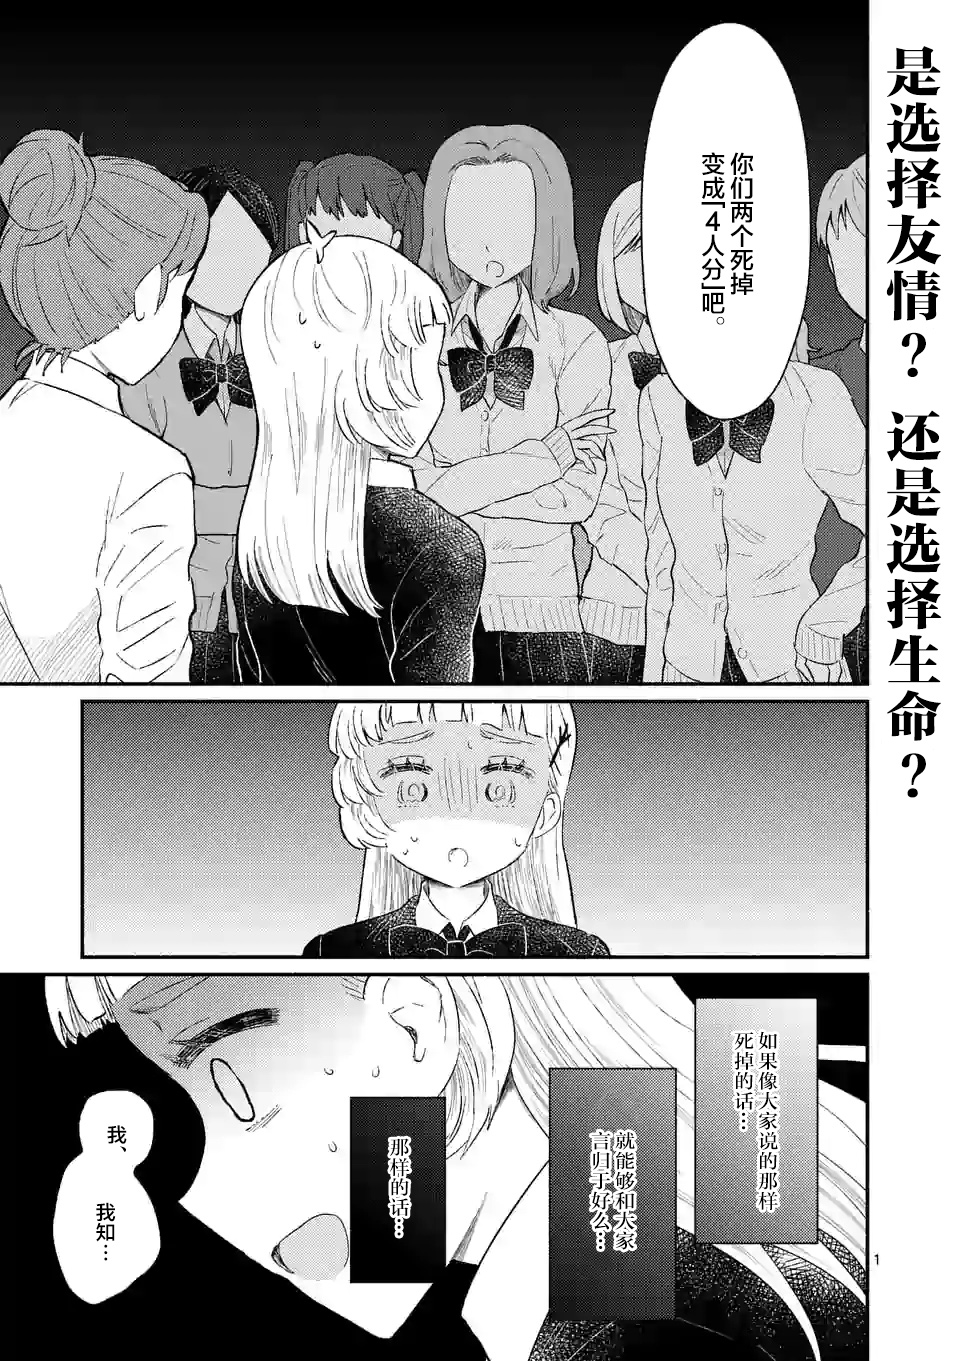 是选择友情？还是选择生命？
你们两个死掉
变成「4人分」吧。
如果像大家说的那样
死掉的话…
就能够和大家
言归于好么…
那样的话…
我、
我知…
1